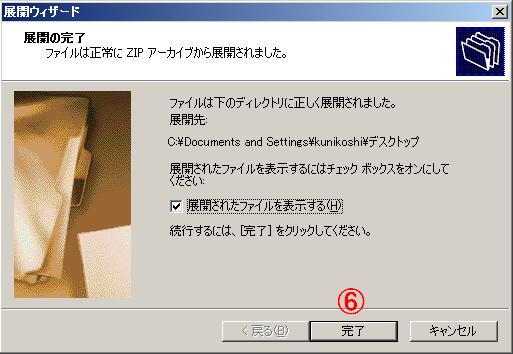 展開ウィザード
展開の完了
ファイルは正常に ZIP アーカイブから展開されました。
ファイルは下のディレクトリに正しく展開されました。
展開先:
C:¥Documents and Settings¥kunikoshi¥デスクトップ
展開されたファイルを表示するにはチェック ボックスをオンにして
ください:
展開されたファイルを表示する(H)
続行するには、[完了] をクリックしてください。
⑥
< 戻る(B)
完了
キャンセル